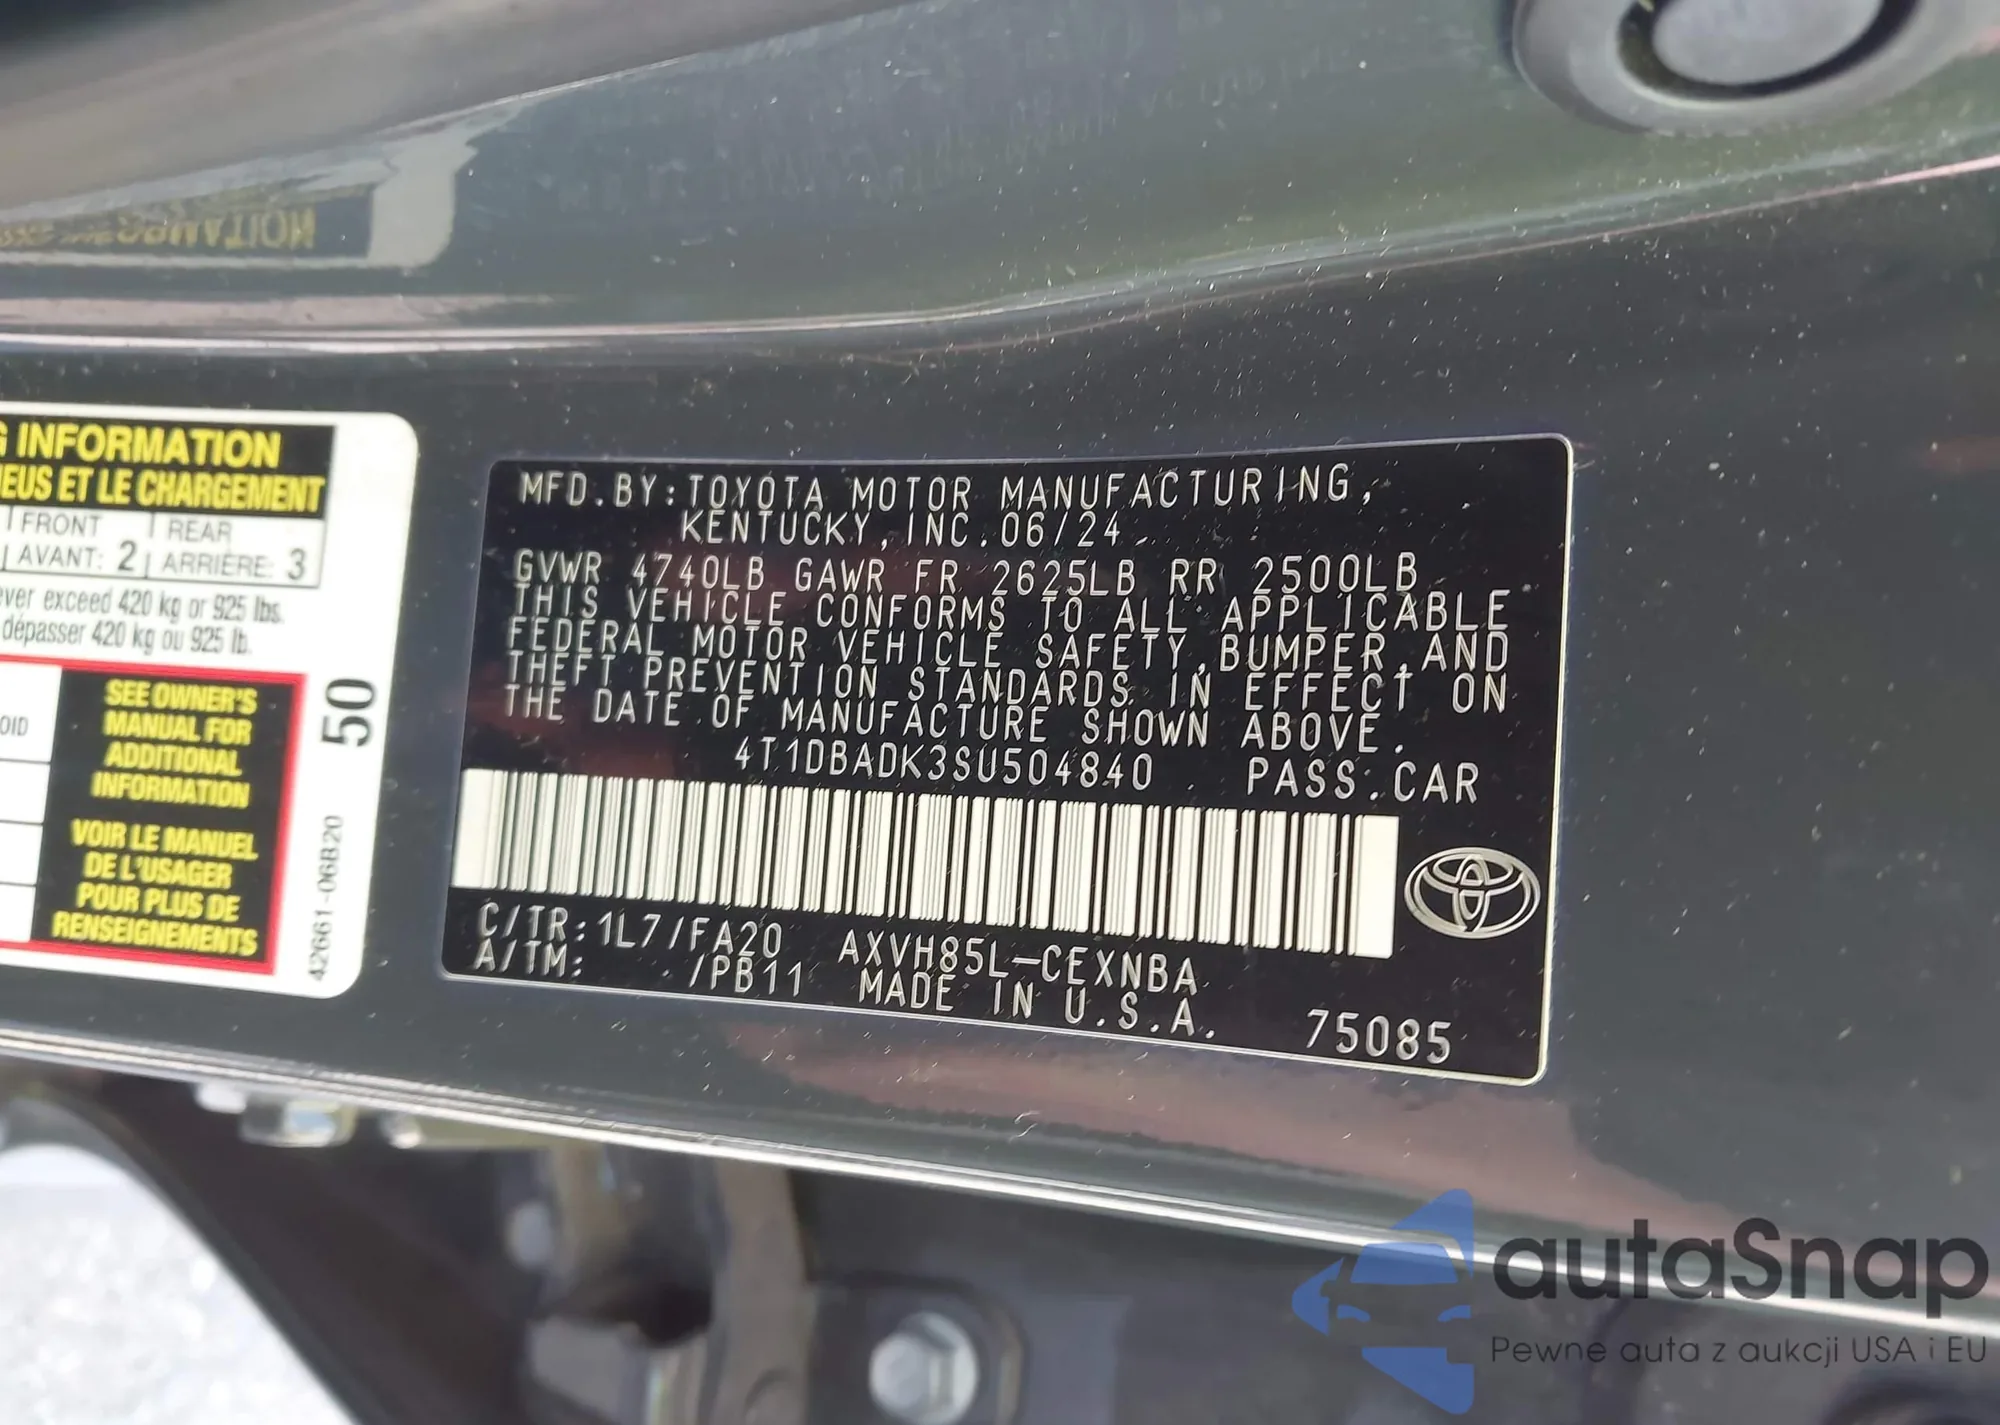 G INFORMATION
NEUS ET LE CHARGEMENT
FRONT REAR
AVANT: 2 ARRIÈRE: 3
ever exceed 420 kg or 925 lbs.
dépasser 420 kg ou 925 lb.
SEE OWNER'S
MANUAL FOR
ADDITIONAL
INFORMATION
VOIR LE MANUEL
DE L'USAGER
POUR PLUS DE
RENSEIGNEMENTS
50
42661-06B20
MFD.BY:TOYOTA MOTOR MANUFACTURING,
KENTUCKY, INC. 06/24
GVWR 4740LB GAWR FR 2625LB RR 2500LB
THIS VEHICLE CONFORMS TO ALL APPLICABLE
FEDERAL MOTOR VEHICLE SAFETY,BUMPER,AND
THEFT PREVENTION STANDARDS IN EFFECT ON
THE DATE OF MANUFACTURE SHOWN ABOVE.
4T1DBADK3SU504840 PASS.CAR
C/TR:1L7/FA20 AXVH85L-CEXNBA
A/TM: /PB11 MADE IN U.S.A. 75085
autaSnap
Pewne auta z aukcji USA i EU